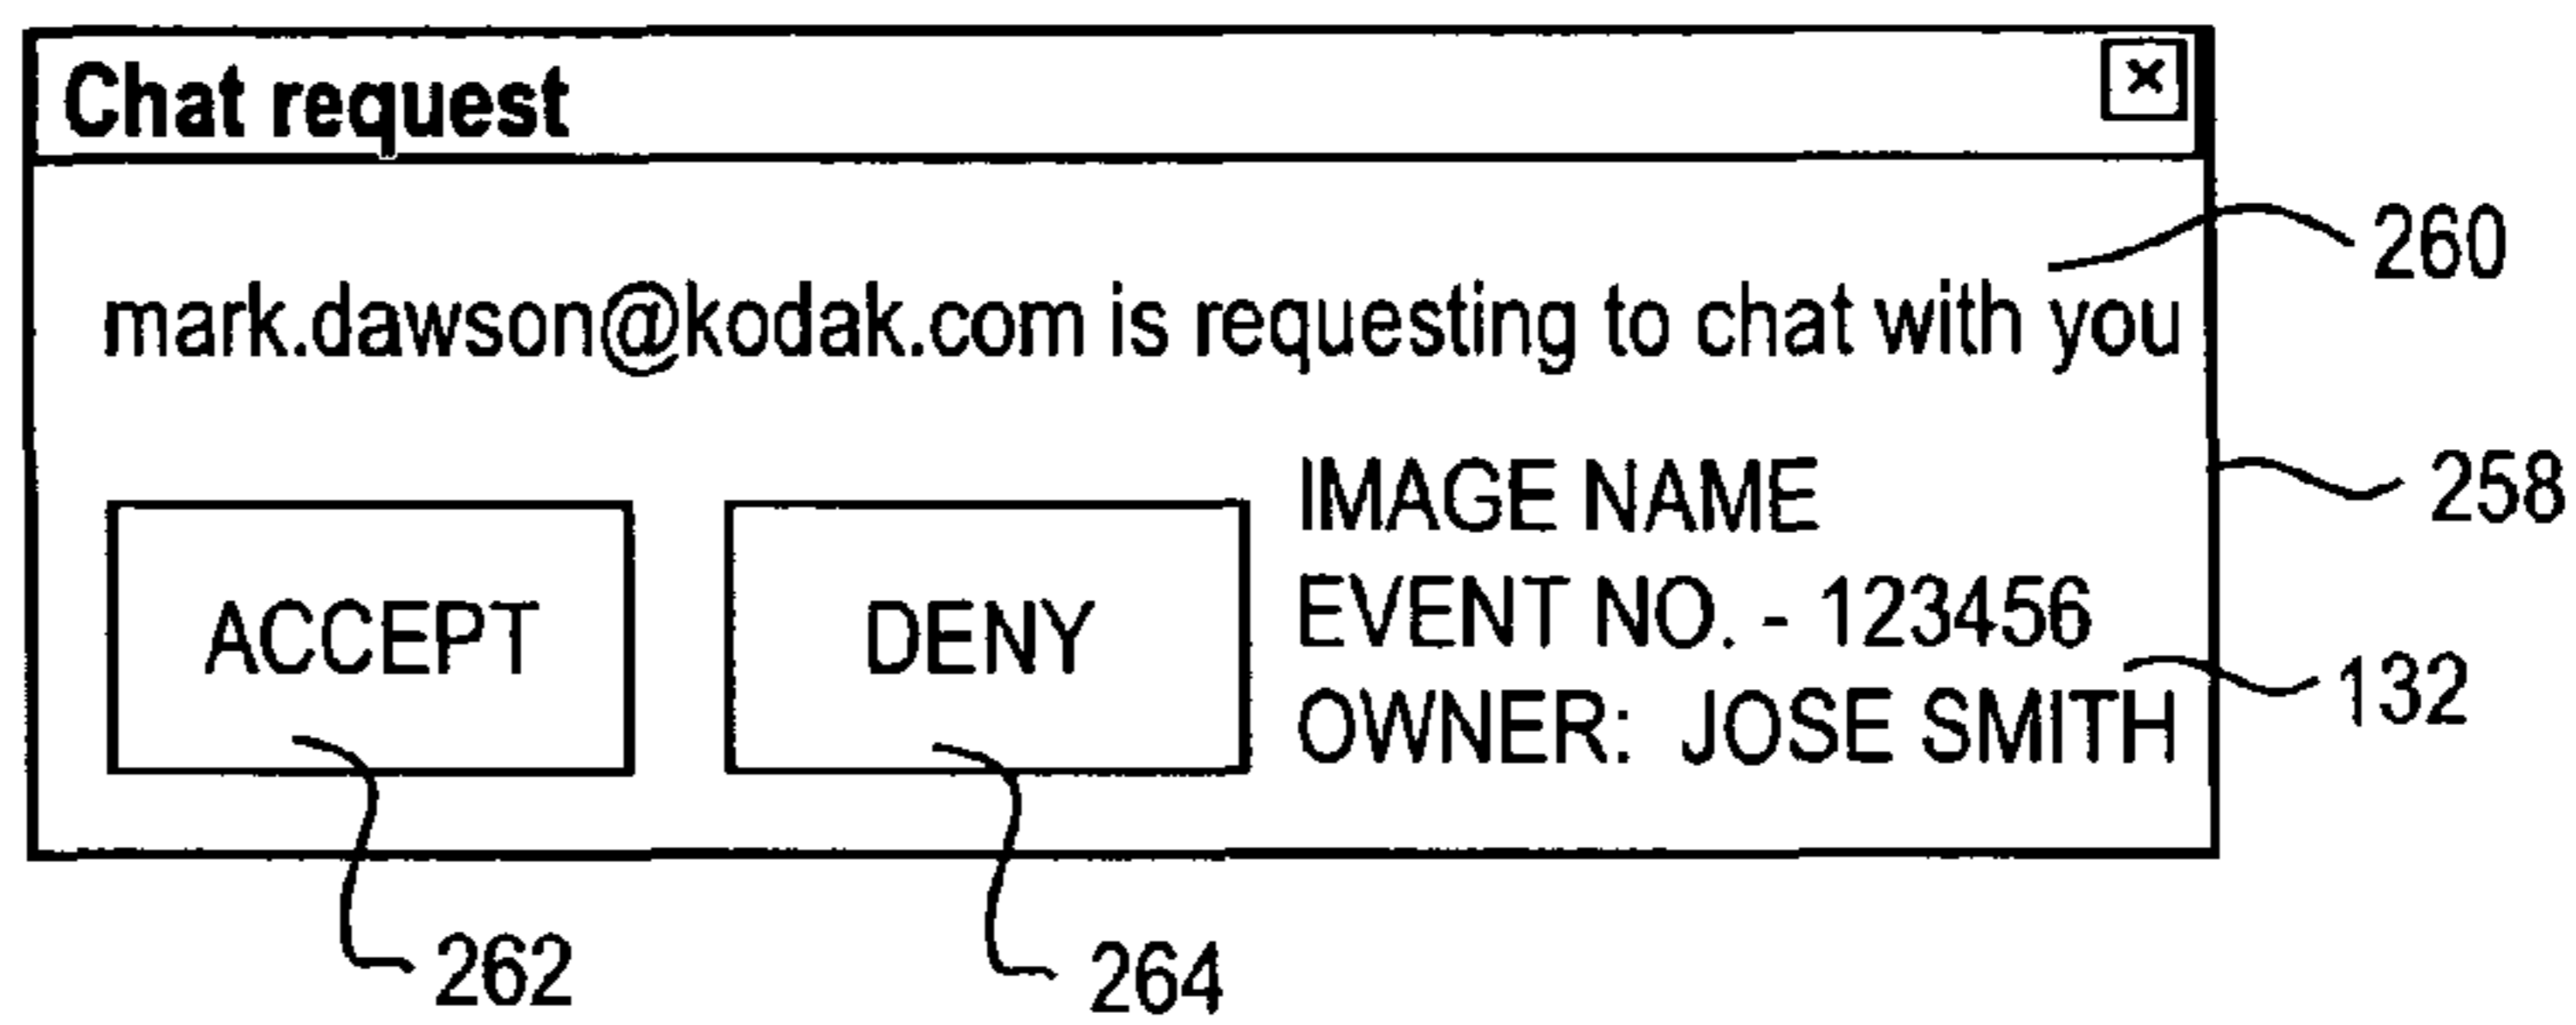 Chat request
260
mark.dawson@kodak.com is requesting to chat with you
258
IMAGE NAME
ACCEPT
DENY
EVENT NO. - 123456
132
OWNER: JOSE SMITH
262
264